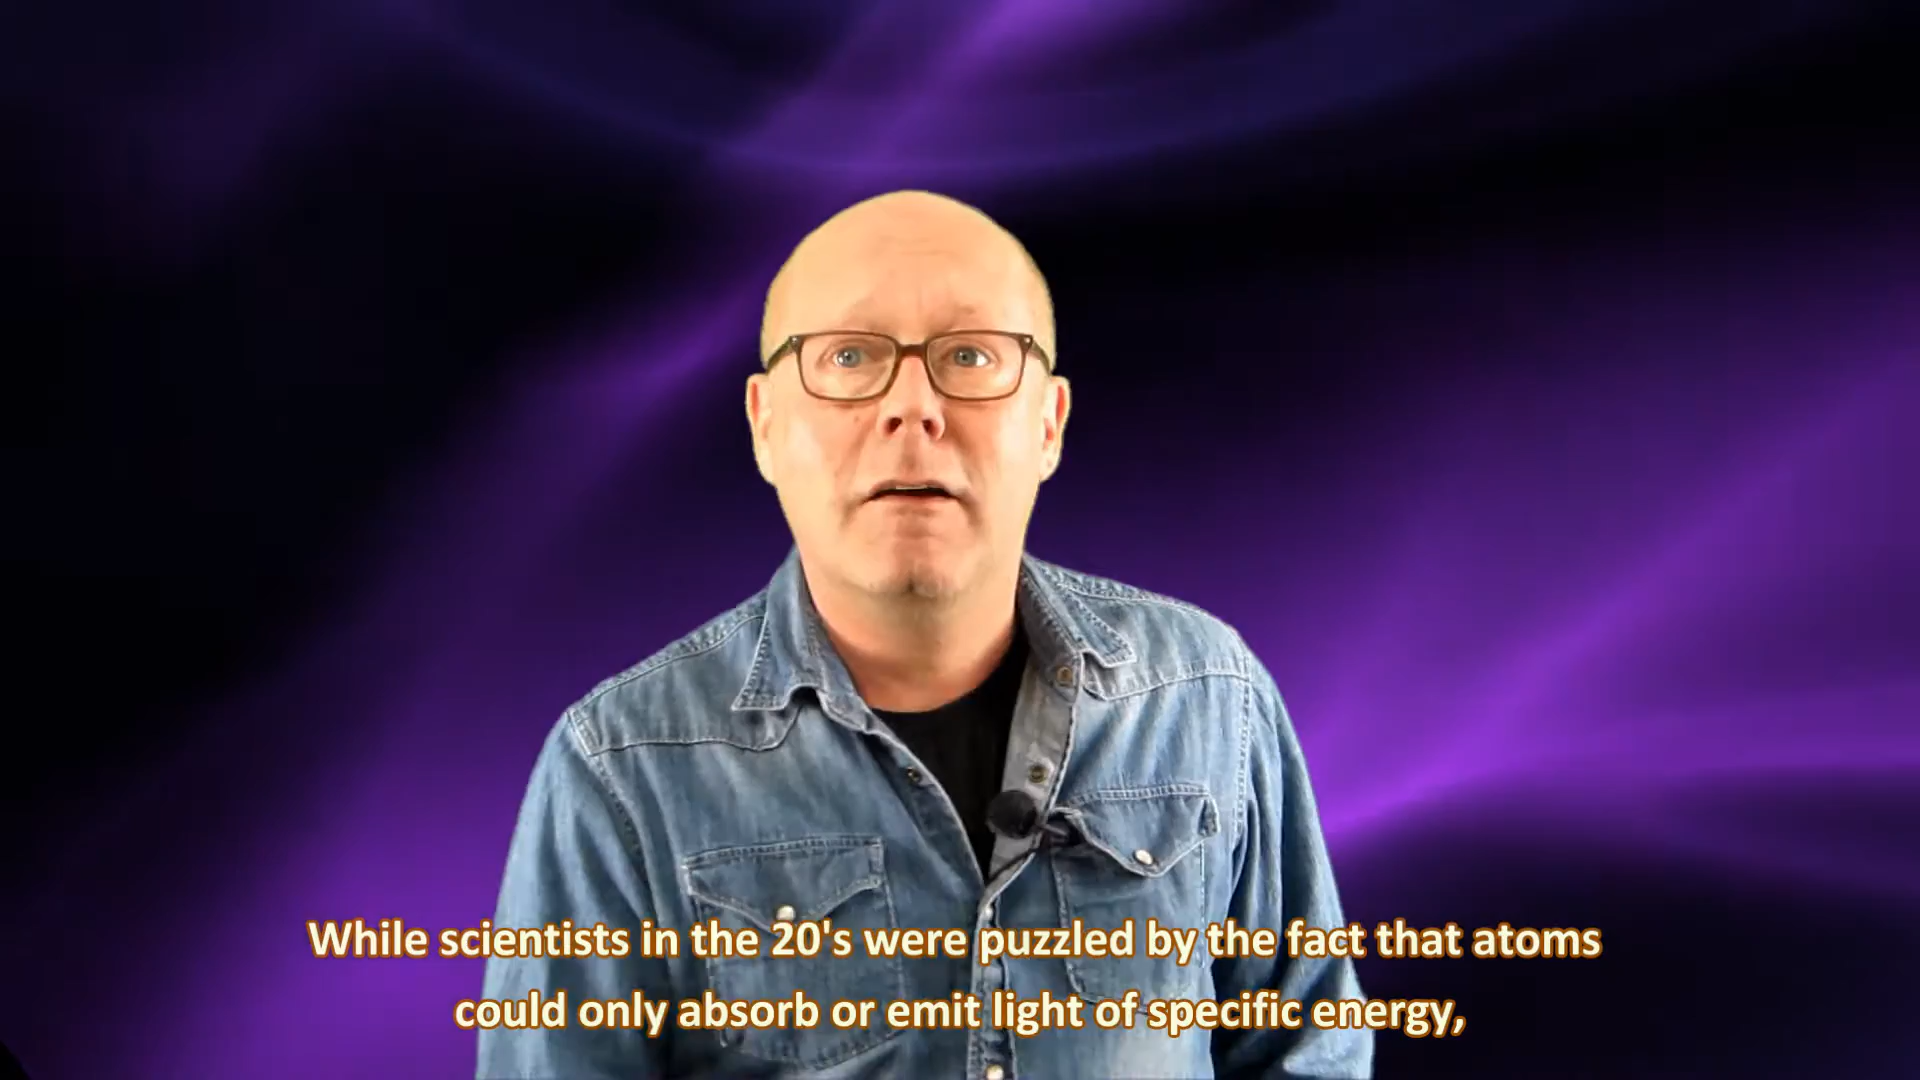 While scientists in the 20's were puzzled by the fact that atoms
could only absorb or emit light of specific energy,